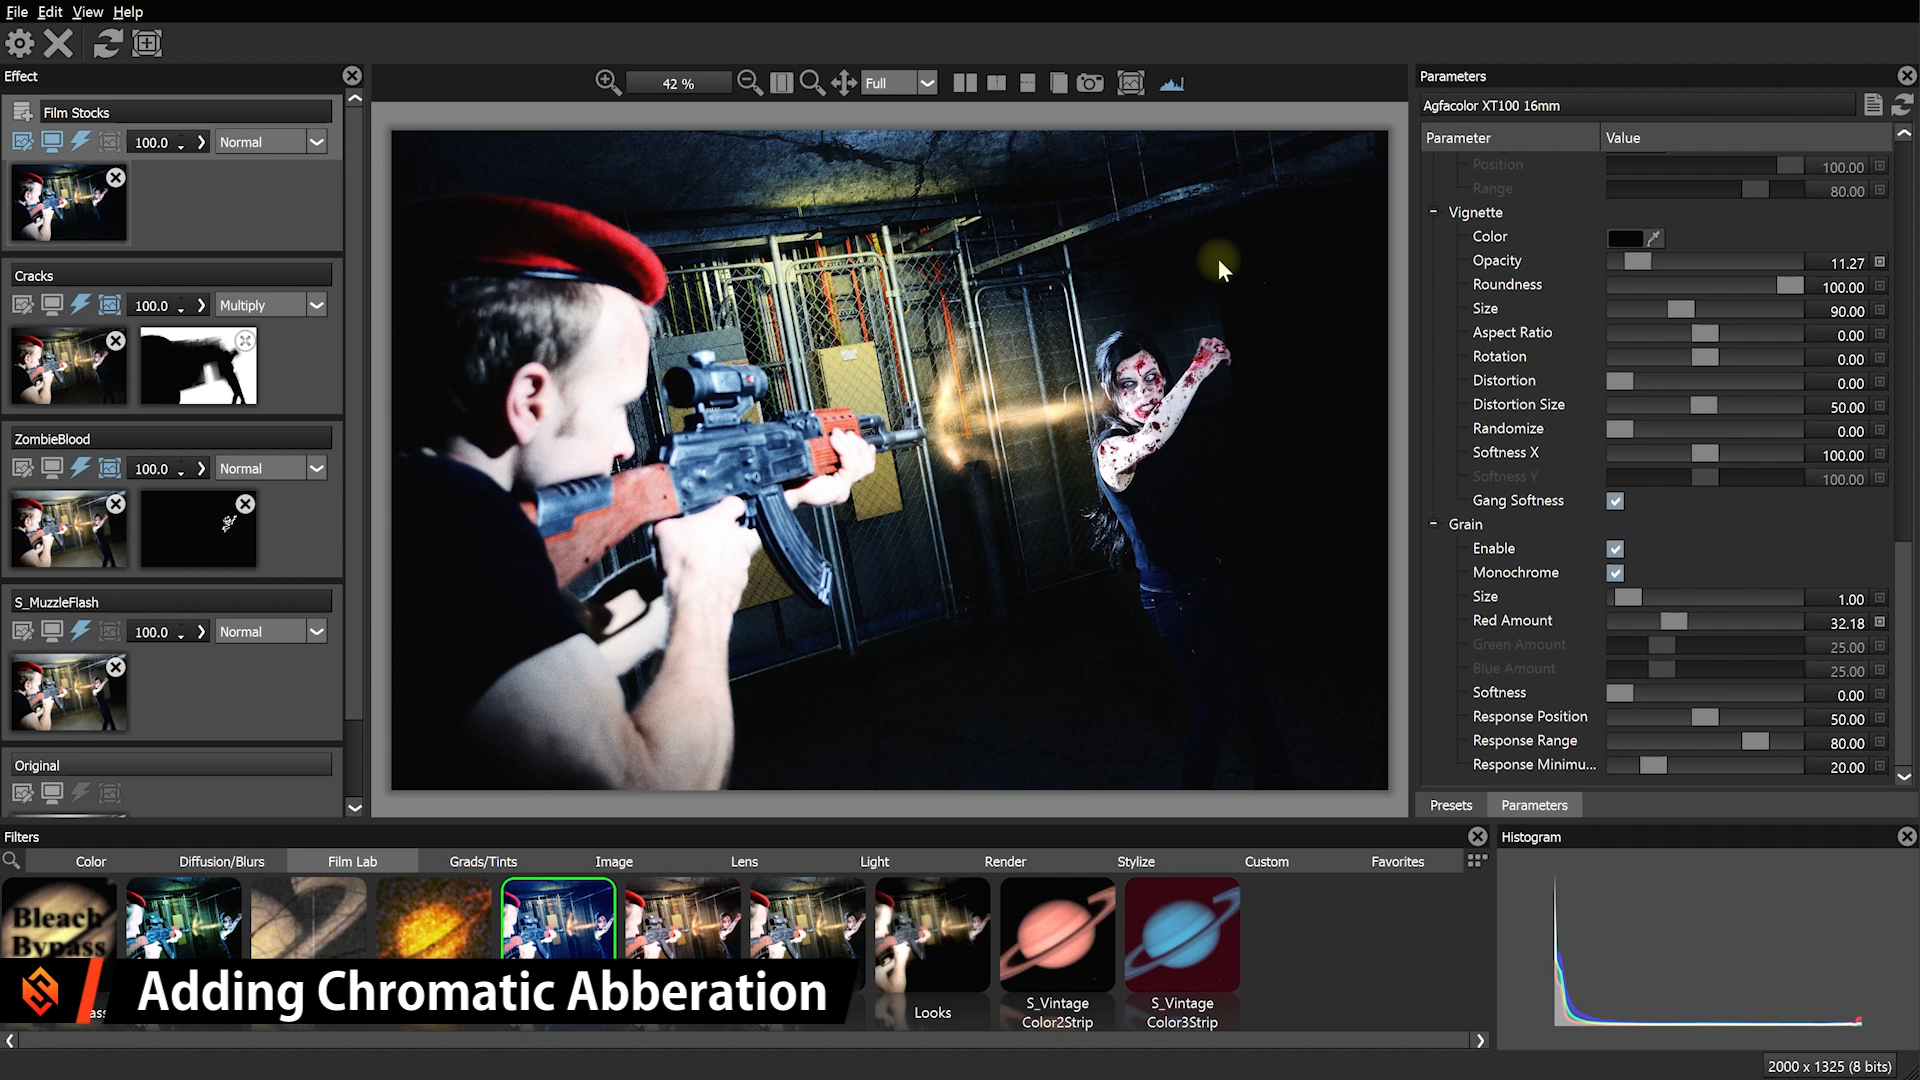 File Edit View Help
Effect
Film Stocks
100.0 Normal
Cracks
100.0 Multiply
ZombieBlood
100.0 Normal
S_MuzzleFlash
100.0 Normal
Original
42 %
Full
Parameters
Agfacolor XT100 16mm
Parameter Value
Position 100.00
Range 80.00
Vignette
Color
Opacity 11.27
Roundness 100.00
Size 90.00
Aspect Ratio 0.00
Rotation 0.00
Distortion 0.00
Distortion Size 50.00
Randomize 0.00
Softness X 100.00
Softness Y 100.00
Gang Softness
Grain
Enable
Monochrome
Size 1.00
Red Amount 32.18
Green Amount 25.00
Blue Amount 25.00
Softness 0.00
Response Position 50.00
Response Range 80.00
Response Minimu... 20.00
Presets Parameters
Filters
Color Diffusion/Blurs Film Lab Grads/Tints Image Lens Light Render Stylize Custom Favorites
Bleach
Bypass
Looks
S_Vintage
Color2Strip
S_Vintage
Color3Strip
Adding Chromatic Abberation
Histogram
2000 x 1325 (8 bits)